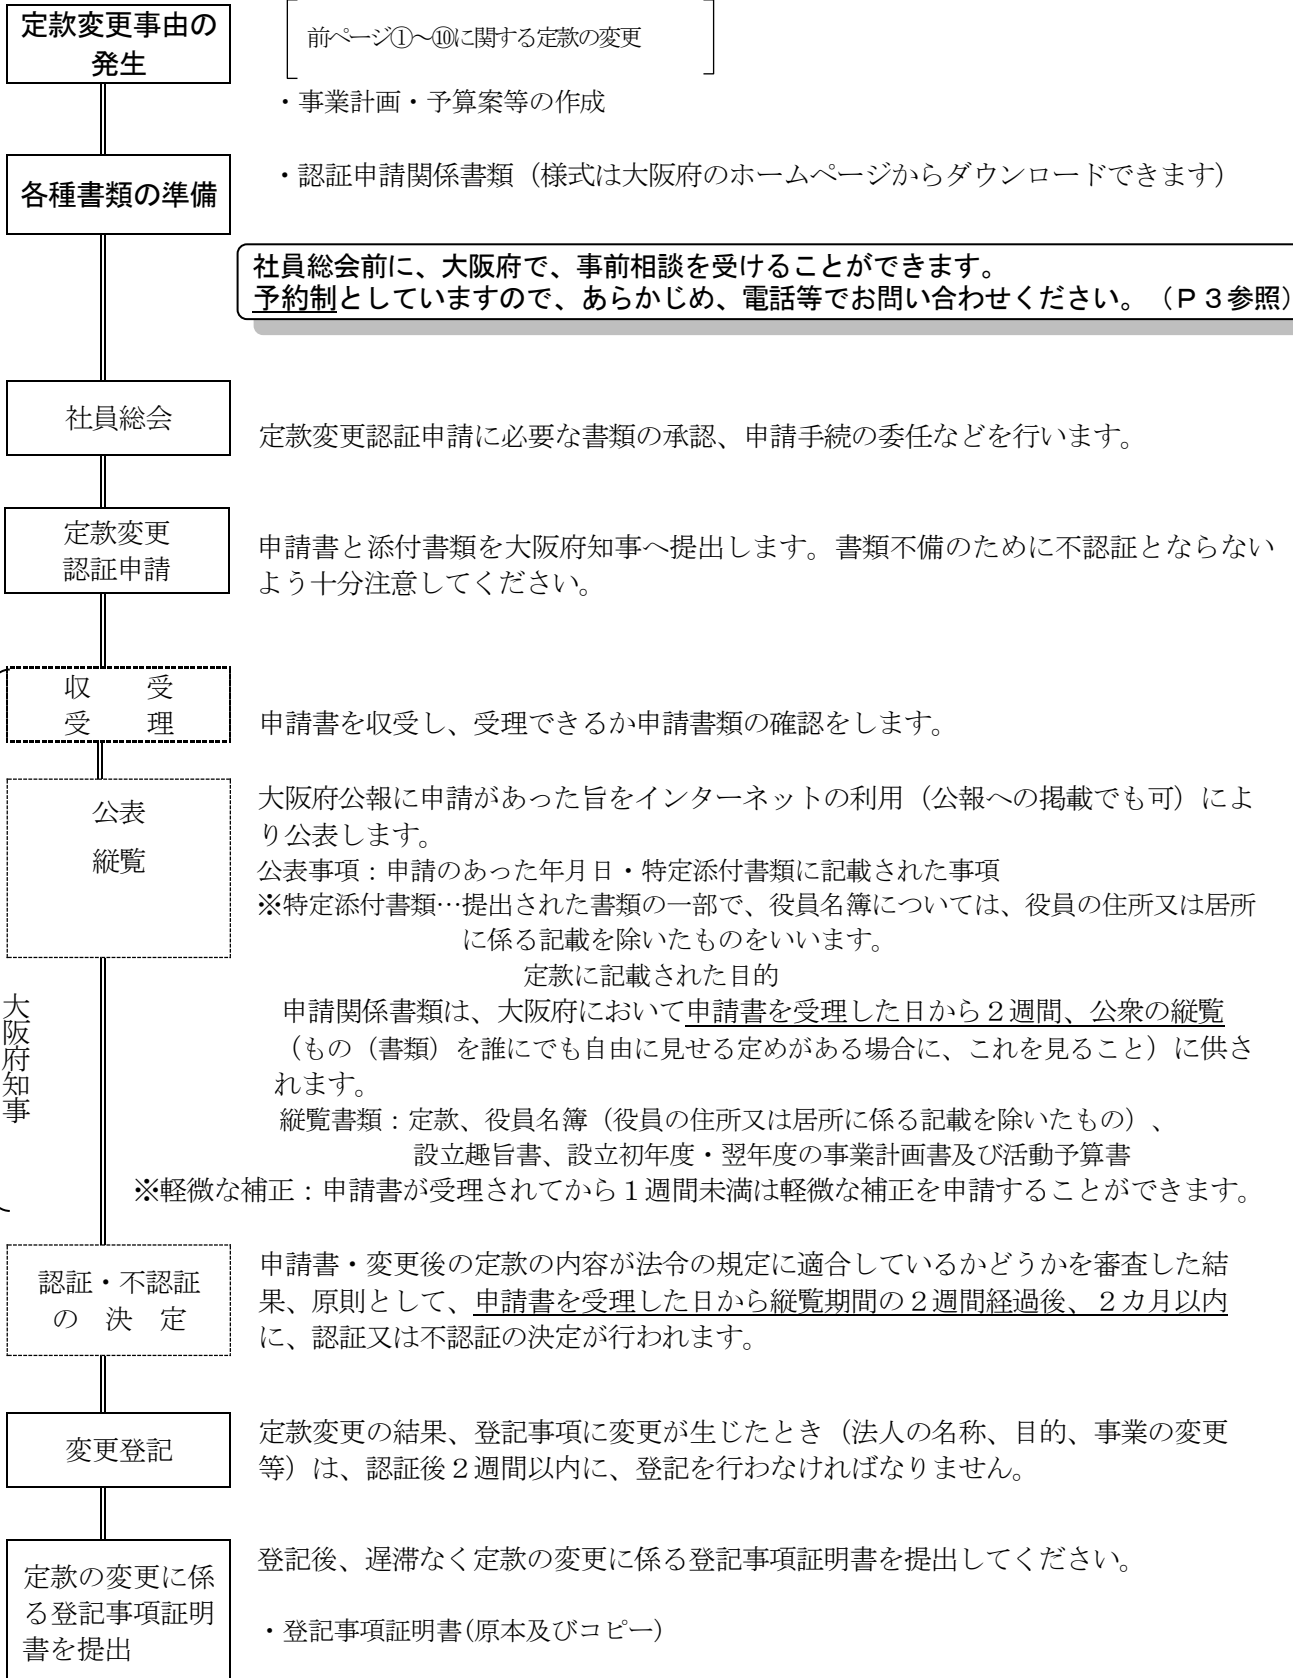 定款変更事由の
発生
前ページ①～⑩に関する定款の変更
・事業計画・予算案等の作成
各種書類の準備
・認証申請関係書類（様式は大阪府のホームページからダウンロードできます）
社員総会前に、大阪府で、事前相談を受けることができます。
予約制としていますので、あらかじめ、電話等でお問い合わせください。（Ｐ３参照）
社員総会
定款変更認証申請に必要な書類の承認、申請手続の委任などを行います。
定款変更
認証申請
申請書と添付書類を大阪府知事へ提出します。書類不備のために不認証とならない
よう十分注意してください。
収　　受
受　　理
申請書を収受し、受理できるか申請書類の確認をします。
公表
縦覧
大阪府公報に申請があった旨をインターネットの利用（公報への掲載でも可）によ
り公表します。
公表事項：申請のあった年月日・特定添付書類に記載された事項
※特定添付書類…提出された書類の一部で、役員名簿については、役員の住所又は居所
に係る記載を除いたものをいいます。
定款に記載された目的
申請関係書類は、大阪府において申請書を受理した日から２週間、公衆の縦覧
（もの（書類）を誰にでも自由に見せる定めがある場合に、これを見ること）に供さ
れます。
縦覧書類：定款、役員名簿（役員の住所又は居所に係る記載を除いたもの）、
設立趣旨書、設立初年度・翌年度の事業計画書及び活動予算書
※軽微な補正：申請書が受理されてから１週間未満は軽微な補正を申請することができます。
大阪府知事
認証・不認証
の　決　定
申請書・変更後の定款の内容が法令の規定に適合しているかどうかを審査した結
果、原則として、申請書を受理した日から縦覧期間の２週間経過後、２カ月以内
に、認証又は不認証の決定が行われます。
変更登記
定款変更の結果、登記事項に変更が生じたとき（法人の名称、目的、事業の変更
等）は、認証後２週間以内に、登記を行わなければなりません。
定款の変更に係
る登記事項証明
書を提出
登記後、遅滞なく定款の変更に係る登記事項証明書を提出してください。
・登記事項証明書(原本及びコピー)